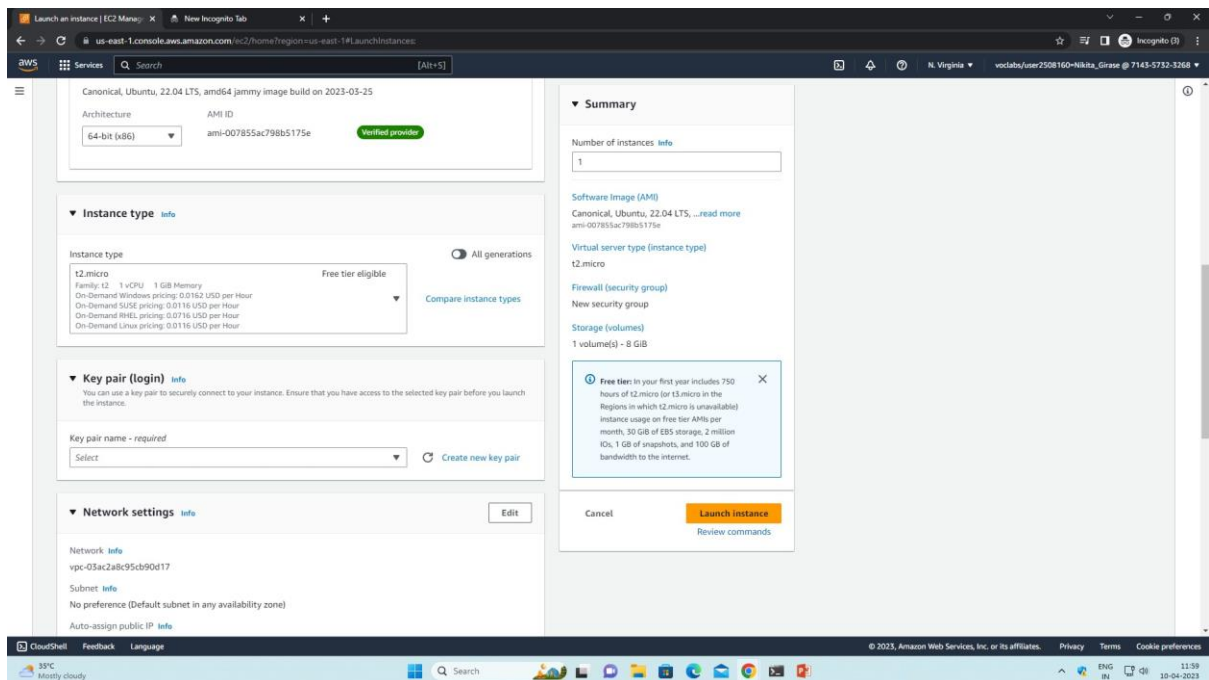 Launch an instance | EC2 Manag
New Incognito Tab
us-east-1.console.aws.amazon.com/ec2/home?region=us-east-1#LaunchInstances:
Incognito (3)
aws
Services
Search
[Alt+S]
N. Virginia
voclabs/user2508160=Nikita_Girase @ 7143-5732-3268
Canonical, Ubuntu, 22.04 LTS, amd64 jammy image build on 2023-03-25
Architecture
AMI ID
64-bit (x86)
ami-007855ac798b5175e
Verified provider
Instance type Info
Instance type
All generations
t2.micro
Free tier eligible
Family: t2 1 vCPU 1 GiB Memory
On-Demand Windows pricing: 0.0162 USD per Hour
On-Demand SUSE pricing: 0.0116 USD per Hour
On-Demand RHEL pricing: 0.0716 USD per Hour
On-Demand Linux pricing: 0.0116 USD per Hour
Compare instance types
Key pair (login) Info
You can use a key pair to securely connect to your instance. Ensure that you have access to the selected key pair before you launch
the instance.
Key pair name - required
Select
Create new key pair
Network settings Info
Edit
Network Info
vpc-03ac2a8c95cb90d17
Subnet Info
No preference (Default subnet in any availability zone)
Auto-assign public IP Info
Summary
Number of instances Info
1
Software Image (AMI)
Canonical, Ubuntu, 22.04 LTS, ...read more
ami-007855ac798b5175e
Virtual server type (instance type)
t2.micro
Firewall (security group)
New security group
Storage (volumes)
1 volume(s) - 8 GiB
Free tier: In your first year includes 750
hours of t2.micro (or t3.micro in the
Regions in which t2.micro is unavailable)
instance usage on free tier AMIs per
month, 30 GiB of EBS storage, 2 million
IOs, 1 GB of snapshots, and 100 GB of
bandwidth to the internet.
Cancel
Launch instance
Review commands
CloudShell
Feedback
Language
© 2023, Amazon Web Services, Inc. or its affiliates.
Privacy
Terms
Cookie preferences
35°C
Mostly cloudy
Search
ENG
IN
11:59
10-04-2023